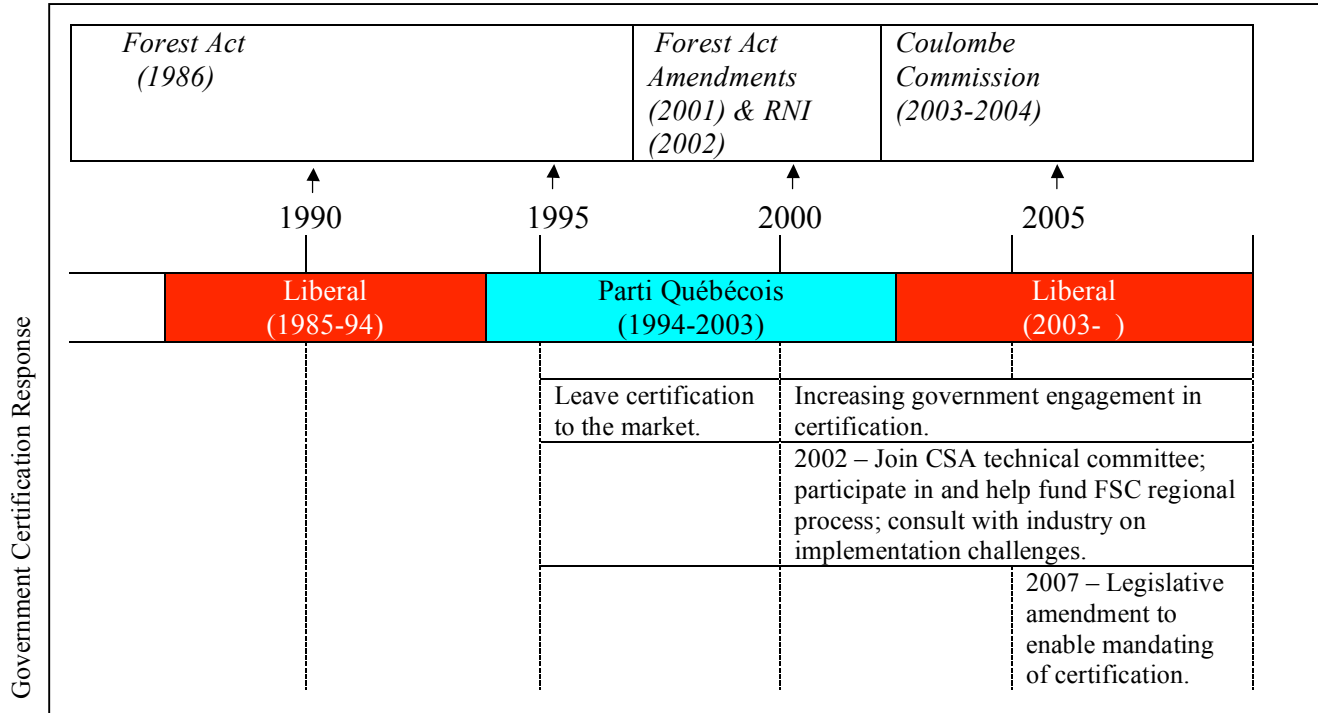 Forest Act
(1986)
Forest Act
Amendments
(2001) & RNI
(2002)
Coulombe
Commission
(2003-2004)
1990
1995
2000
2005
Liberal
(1985-94)
Parti Québécois
(1994-2003)
Liberal
(2003- )
Government Certification Response
Leave certification
to the market.
Increasing government engagement in
certification.
2002 – Join CSA technical committee;
participate in and help fund FSC regional
process; consult with industry on
implementation challenges.
2007 – Legislative
amendment to
enable mandating
of certification.